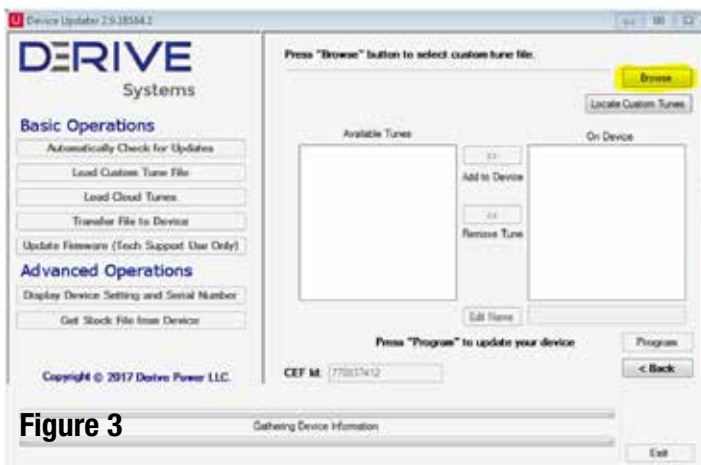 Device Updater 2.9.18584.2
DERIVE
Systems
Basic Operations
Automatically Check for Updates
Load Custom Tune File
Load Cloud Tunes
Transfer File to Device
Update Firmware (Tech Support Use Only)
Advanced Operations
Display Device Setting and Serial Number
Get Stock File from Device
Copyright © 2017 Derive Power LLC.
Press "Browse" button to select custom tune file.
Browse
Locate Custom Tunes
Available Tunes
On Device
>>
Add to Device
<<
Remove Tune
Edit Name
Press "Program" to update your device
Program
CEF Id:
< Back
Figure 3
Gathering Device Information
Exit